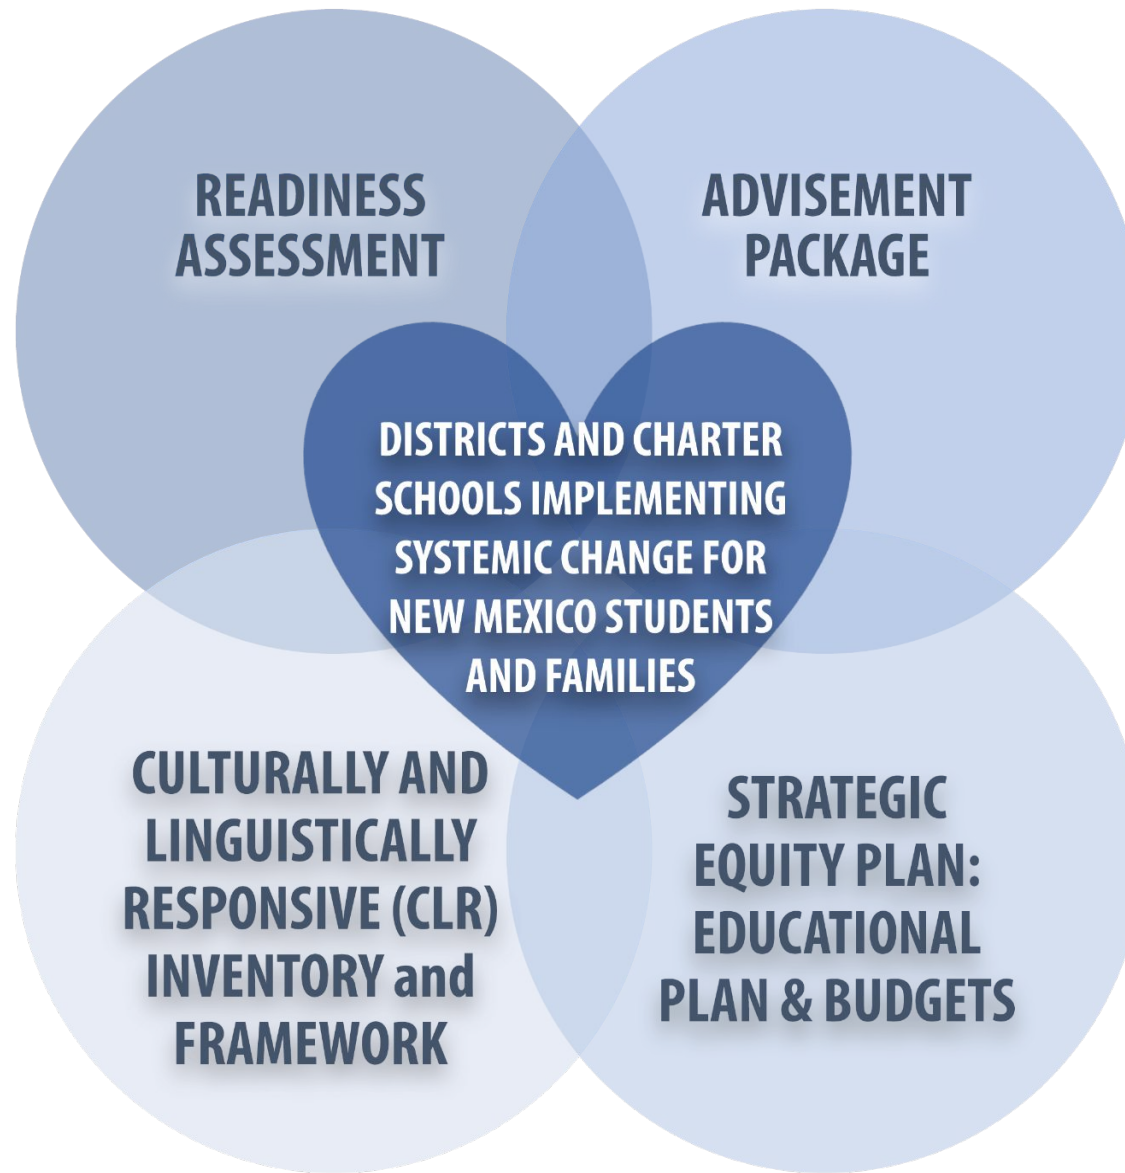 READINESS
ASSESSMENT
ADVISEMENT
PACKAGE
DISTRICTS AND CHARTER
SCHOOLS IMPLEMENTING
SYSTEMIC CHANGE FOR
NEW MEXICO STUDENTS
AND FAMILIES
CULTURALLY AND
LINGUISTICALLY
RESPONSIVE (CLR)
INVENTORY and
FRAMEWORK
STRATEGIC
EQUITY PLAN:
EDUCATIONAL
PLAN & BUDGETS